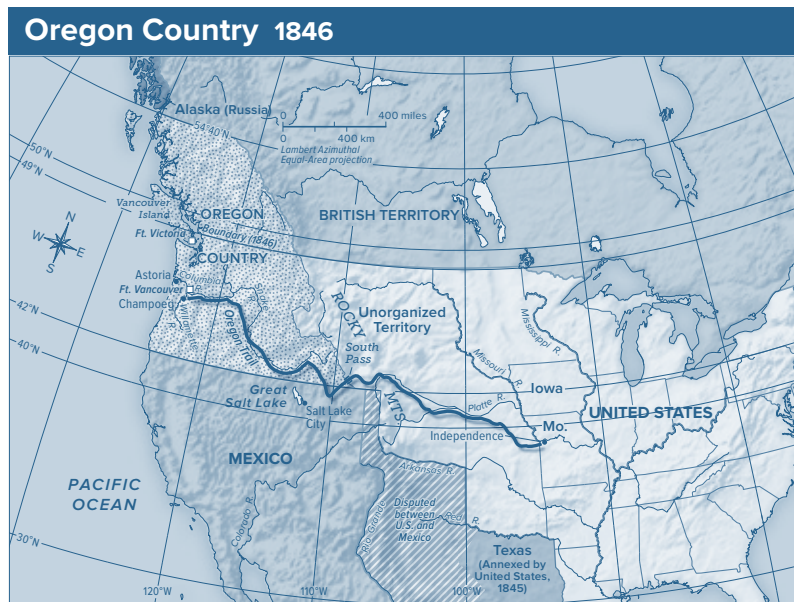 Oregon Country 1846
Alaska (Russia)
0
400 miles
0
400 km
Lambert Azimuthal
Equal-Area projection
54°40'N
50°N
49°N
Vancouver
Island
OREGON
COUNTRY
BRITISH TERRITORY
Ft. Victoria
Boundary (1846)
N
W
E
S
Astoria
Columbia R.
Ft. Vancouver
Champoeg
Willamette R.
Snake R.
Oregon Trail
ROCKY
MTS.
Unorganized
Territory
South
Pass
Mississippi R.
Missouri R.
42°N
40°N
Great
Salt Lake
Salt Lake
City
Platte R.
Iowa
Mo.
UNITED STATES
Independence
MEXICO
PACIFIC
OCEAN
Arkansas R.
Colorado R.
Rio Grande
Disputed
between
U.S. and
Mexico
Red R.
Texas
(Annexed by
United States,
1845)
30°N
120°W
110°W
100°W